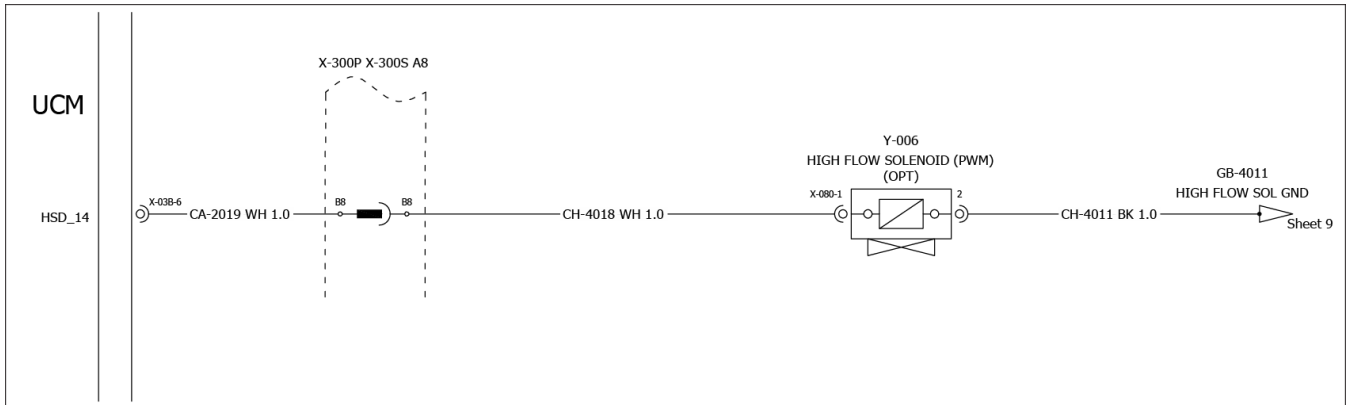 X-300P X-300S A8
UCM
Y-006
HIGH FLOW SOLENOID (PWM)
(OPT)
GB-4011
HIGH FLOW SOL GND
HSD_14
X-03B-6
CA-2019 WH 1.0
B8
B8
CH-4018 WH 1.0
X-080-1
2
CH-4011 BK 1.0
Sheet 9